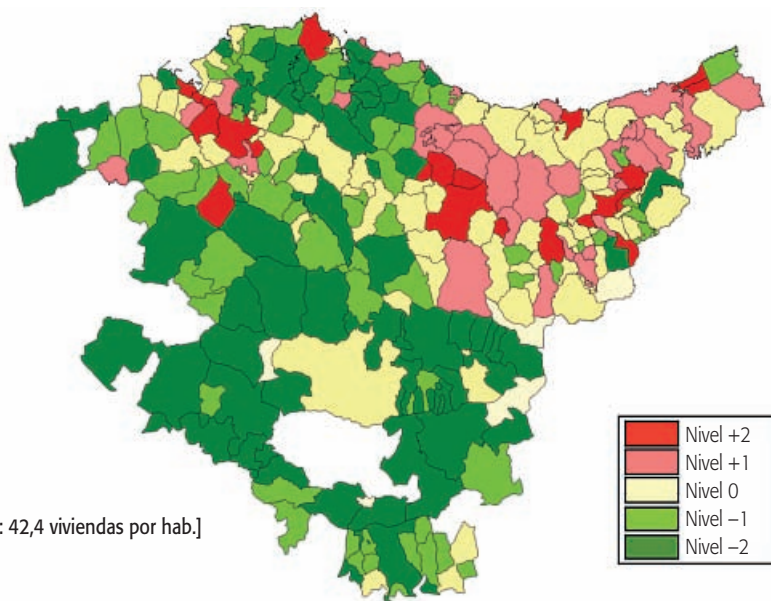 : 42,4 viviendas por hab.]
Nivel +2
Nivel +1
Nivel 0
Nivel −1
Nivel −2